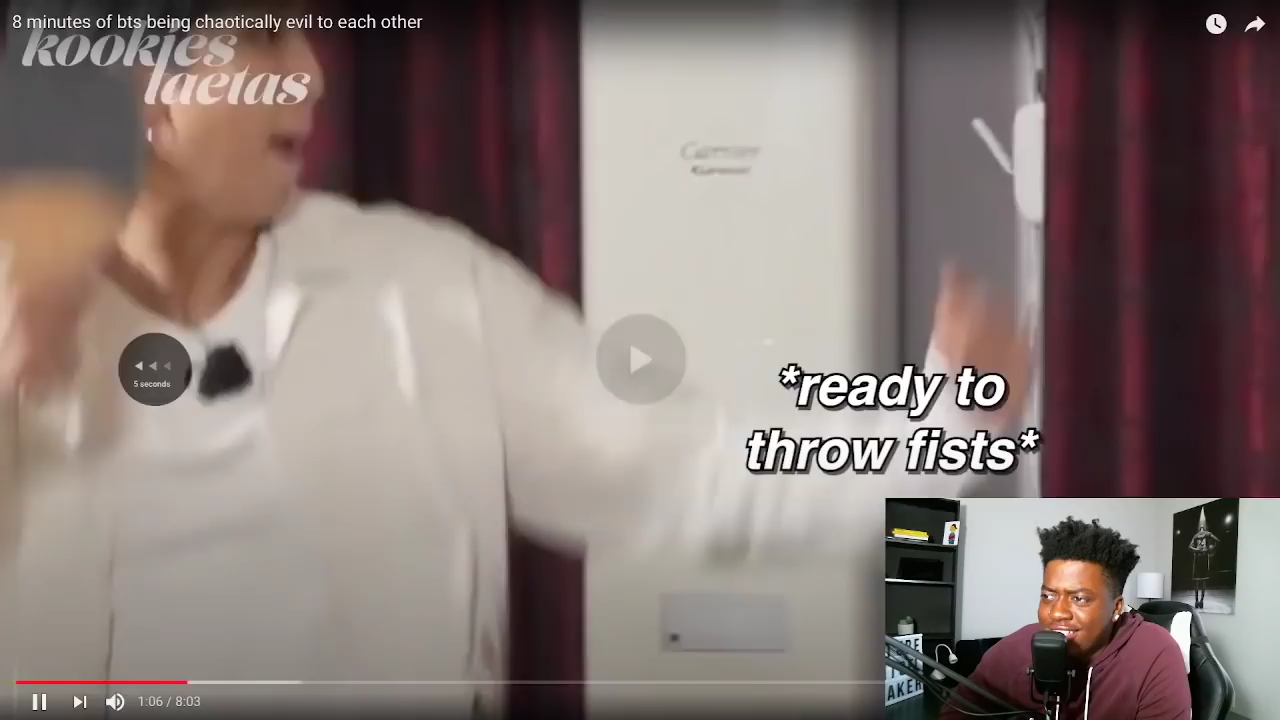 8 minutes of bts being chaotically evil to each other
kookies
laetas
Carrier
5 seconds
*ready to
throw fists*
1:06 / 8:03